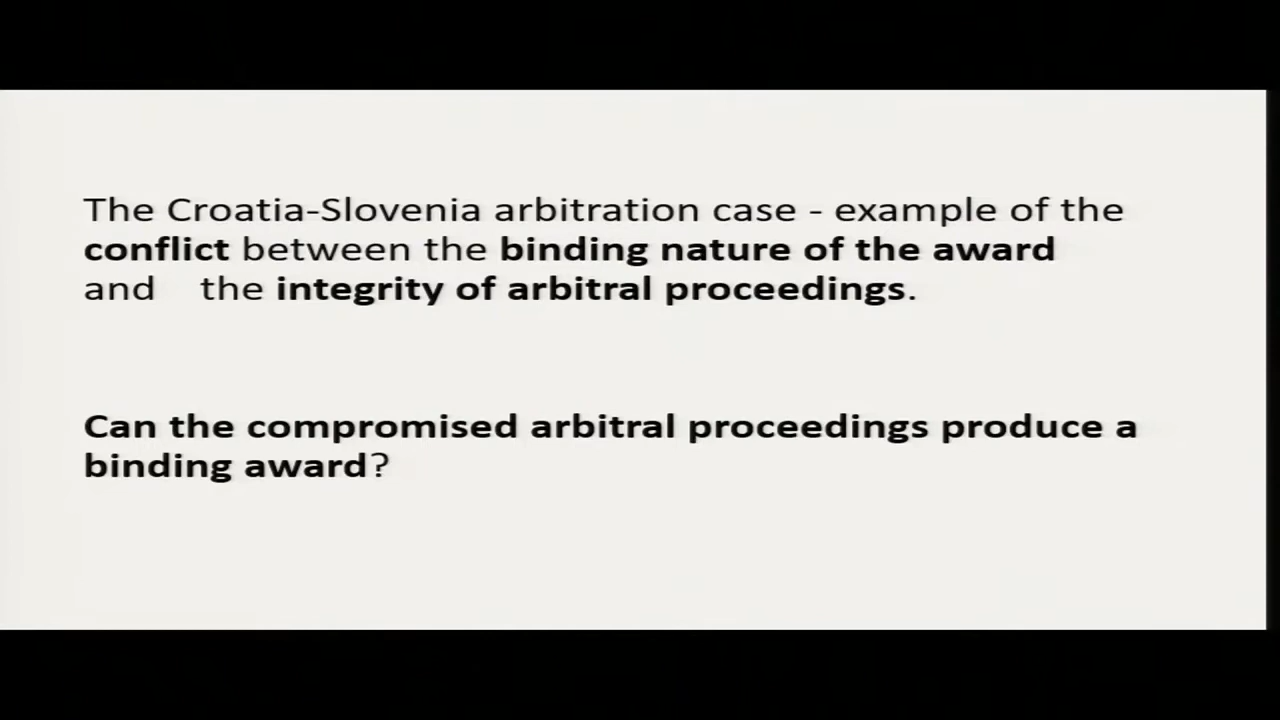 The Croatia-Slovenia arbitration case - example of the
conflict between the binding nature of the award
and the integrity of arbitral proceedings.
Can the compromised arbitral proceedings produce a
binding award?